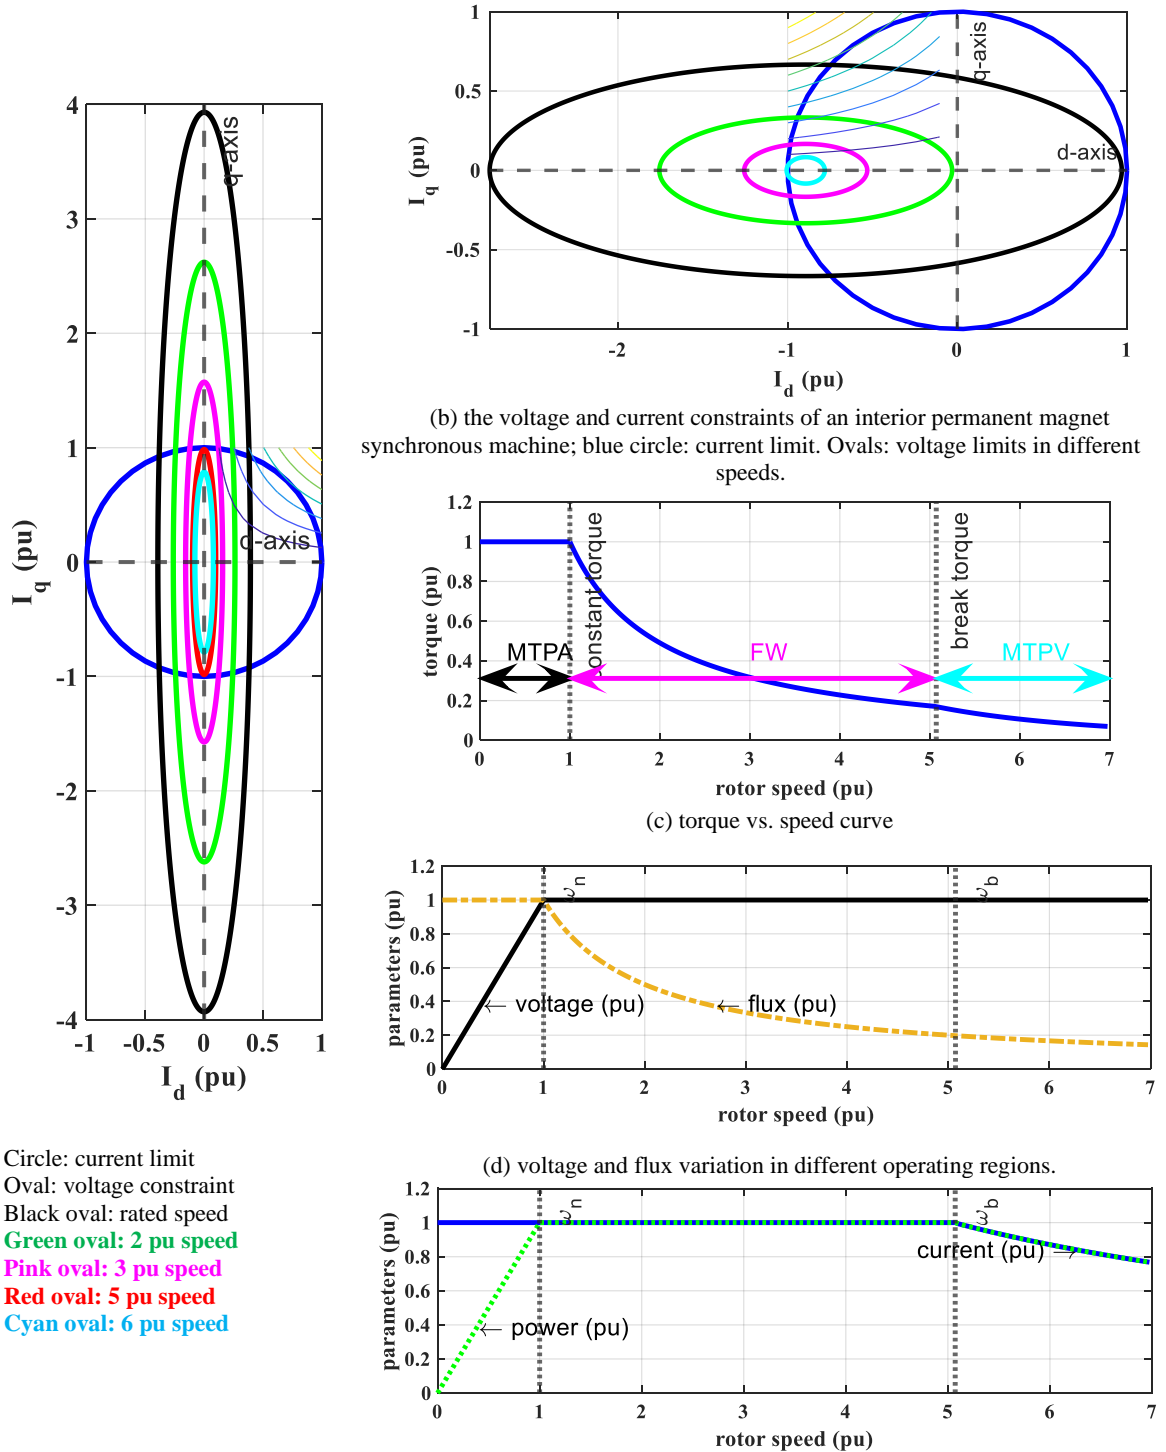 4
3
2
1
0
-1
-2
-3
-4
I_q (pu)
q-axis
d-axis
-1 -0.5 0 0.5 1
I_d (pu)
Circle: current limit
Oval: voltage constraint
Black oval: rated speed
Green oval: 2 pu speed
Pink oval: 3 pu speed
Red oval: 5 pu speed
Cyan oval: 6 pu speed
1
0.5
0
-0.5
-1
I_q (pu)
q-axis
d-axis
-2 -1 0 1
I_d (pu)
(b) the voltage and current constraints of an interior permanent magnet
synchronous machine; blue circle: current limit. Ovals: voltage limits in different
speeds.
1.2
1
0.8
0.6
0.4
0.2
0
torque (pu)
constant torque
break torque
MTPA FW MTPV
0 1 2 3 4 5 6 7
rotor speed (pu)
(c) torque vs. speed curve
1.2
1
0.8
0.6
0.4
0.2
0
parameters (pu)
ω_n
ω_b
← voltage (pu) ← flux (pu)
0 1 2 3 4 5 6 7
rotor speed (pu)
(d) voltage and flux variation in different operating regions.
1.2
1
0.8
0.6
0.4
0.2
0
parameters (pu)
ω_n
ω_b
current (pu) →
← power (pu)
0 1 2 3 4 5 6 7
rotor speed (pu)